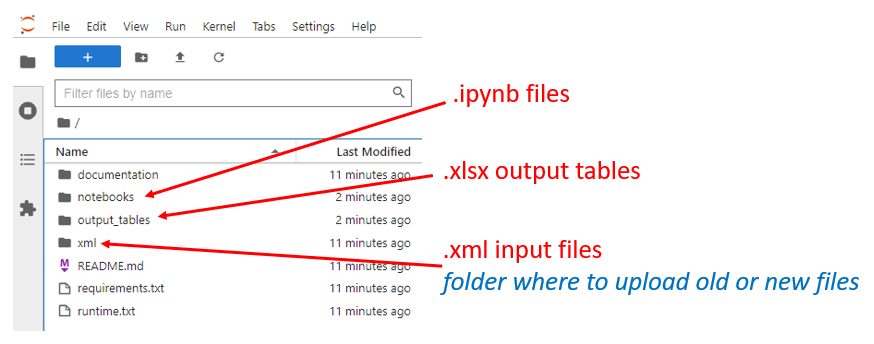 File Edit View Run Kernel Tabs Settings Help
Filter files by name
/
Name Last Modified
documentation 11 minutes ago
notebooks 2 minutes ago
output_tables 2 minutes ago
xml 11 minutes ago
README.md 11 minutes ago
requirements.txt 11 minutes ago
runtime.txt 11 minutes ago
.ipynb files
.xlsx output tables
.xml input files
folder where to upload old or new files